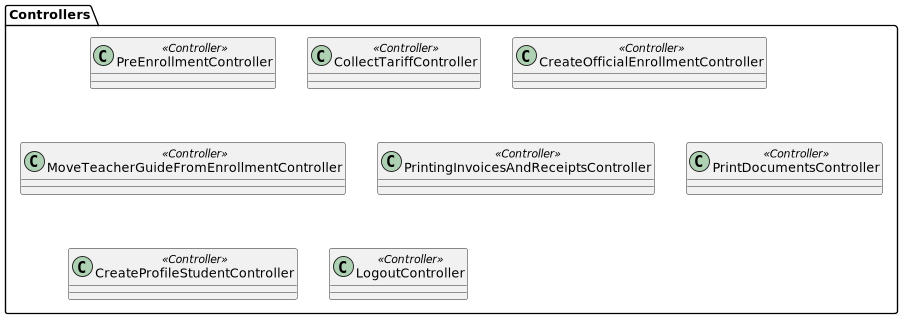 Controllers
C
«Controller»
PreEnrollmentController
C
«Controller»
CollectTariffController
C
«Controller»
CreateOfficialEnrollmentController
C
«Controller»
MoveTeacherGuideFromEnrollmentController
C
«Controller»
PrintingInvoicesAndReceiptsController
C
«Controller»
PrintDocumentsController
C
«Controller»
CreateProfileStudentController
C
«Controller»
LogoutController